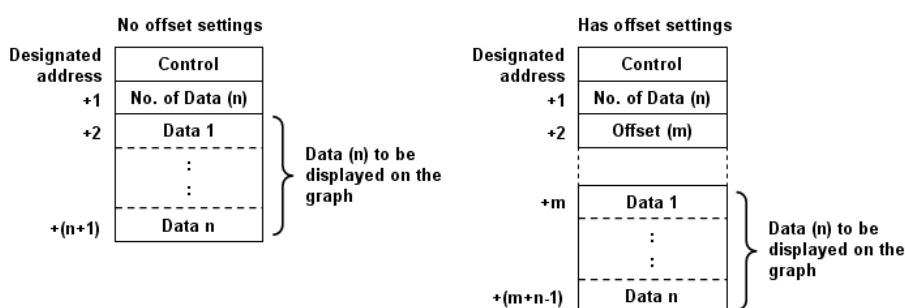 No offset settings
Designated
address
Control
+1
No. of Data (n)
+2
Data 1
:
:
+(n+1)
Data n
Data (n) to be
displayed on the
graph
Has offset settings
Designated
address
Control
+1
No. of Data (n)
+2
Offset (m)
+m
Data 1
:
:
+(m+n-1)
Data n
Data (n) to be
displayed on the
graph